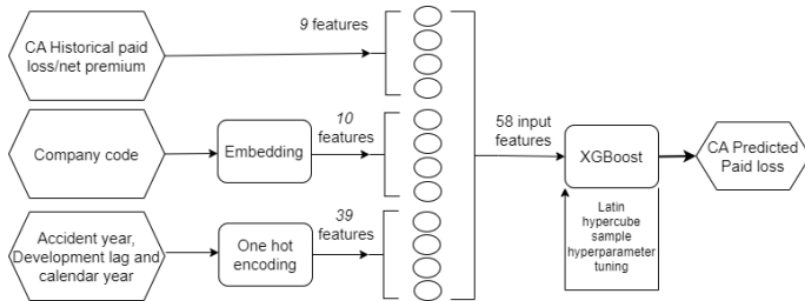 9 features
CA Historical paid
loss/net premium
10
features
Company code
Embedding
58 input
features
XGBoost
CA Predicted
Paid loss
39
features
Accident year,
Development lag and
calendar year
One hot
encoding
Latin
hypercube
sample
hyperparameter
tuning